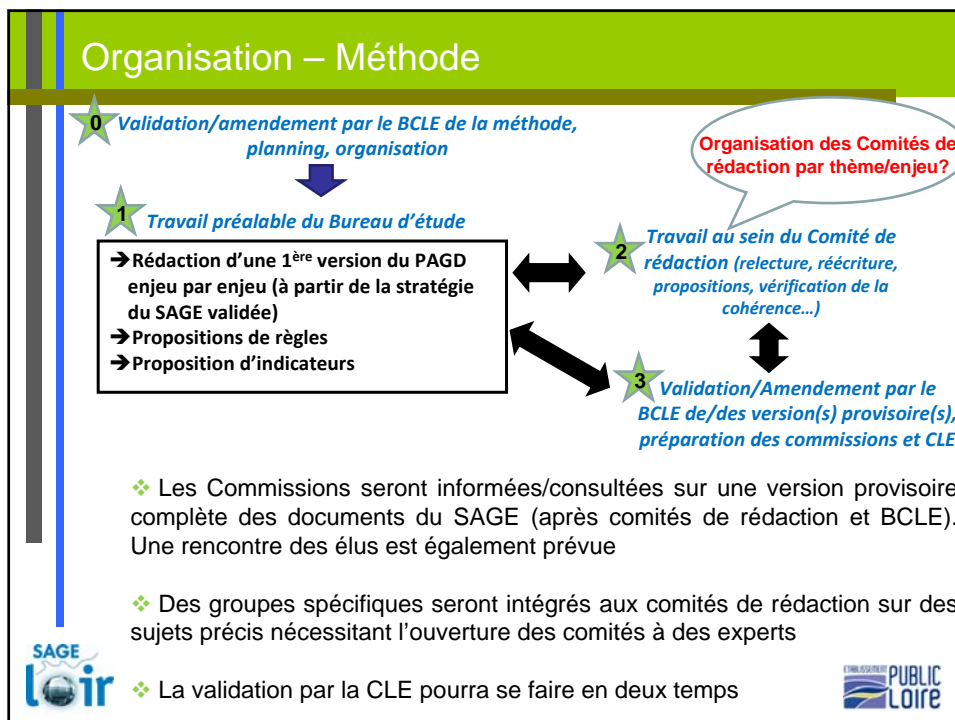 Organisation – Méthode
0
Validation/amendement par le BCLE de la méthode,
planning, organisation
Organisation des Comités de
rédaction par thème/enjeu?
1
Travail préalable du Bureau d’étude
➔Rédaction d’une 1ère version du PAGD
enjeu par enjeu (à partir de la stratégie
du SAGE validée)
➔Propositions de règles
➔Proposition d’indicateurs
2
Travail au sein du Comité de
rédaction (relecture, réécriture,
propositions, vérification de la
cohérence…)
3
Validation/Amendement par le
BCLE de/des version(s) provisoire(s),
préparation des commissions et CLE
❖ Les Commissions seront informées/consultées sur une version provisoire
complète des documents du SAGE (après comités de rédaction et BCLE).
Une rencontre des élus est également prévue
❖ Des groupes spécifiques seront intégrés aux comités de rédaction sur des
sujets précis nécessitant l’ouverture des comités à des experts
❖ La validation par la CLE pourra se faire en deux temps
SAGE
Loir
ETABLISSEMENT PUBLIC
LOIRE